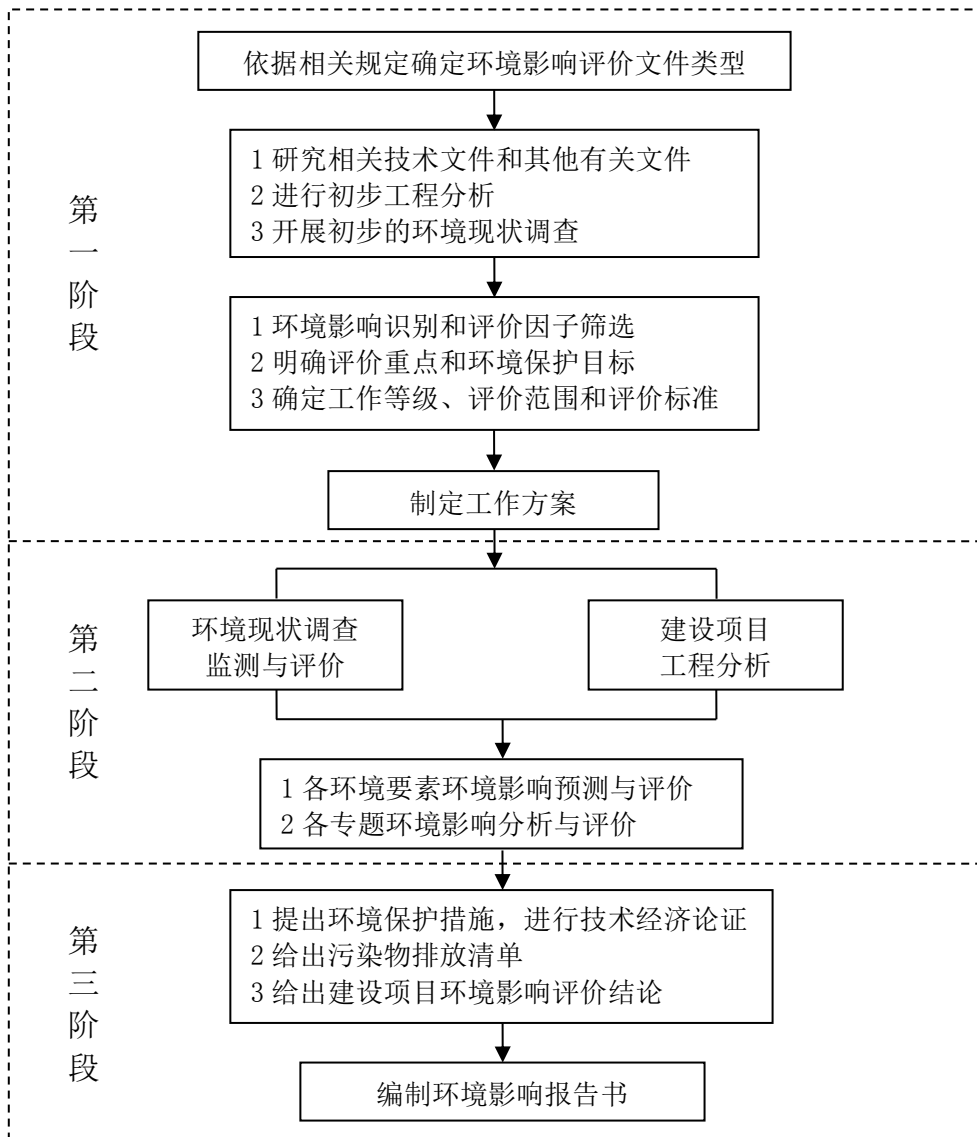 依据相关规定确定环境影响评价文件类型
1 研究相关技术文件和其他有关文件
2 进行初步工程分析
3 开展初步的环境现状调查
第一阶段
1 环境影响识别和评价因子筛选
2 明确评价重点和环境保护目标
3 确定工作等级、评价范围和评价标准
制定工作方案
第二阶段
环境现状调查
监测与评价
建设项目
工程分析
1 各环境要素环境影响预测与评价
2 各专题环境影响分析与评价
第三阶段
1 提出环境保护措施，进行技术经济论证
2 给出污染物排放清单
3 给出建设项目环境影响评价结论
编制环境影响报告书